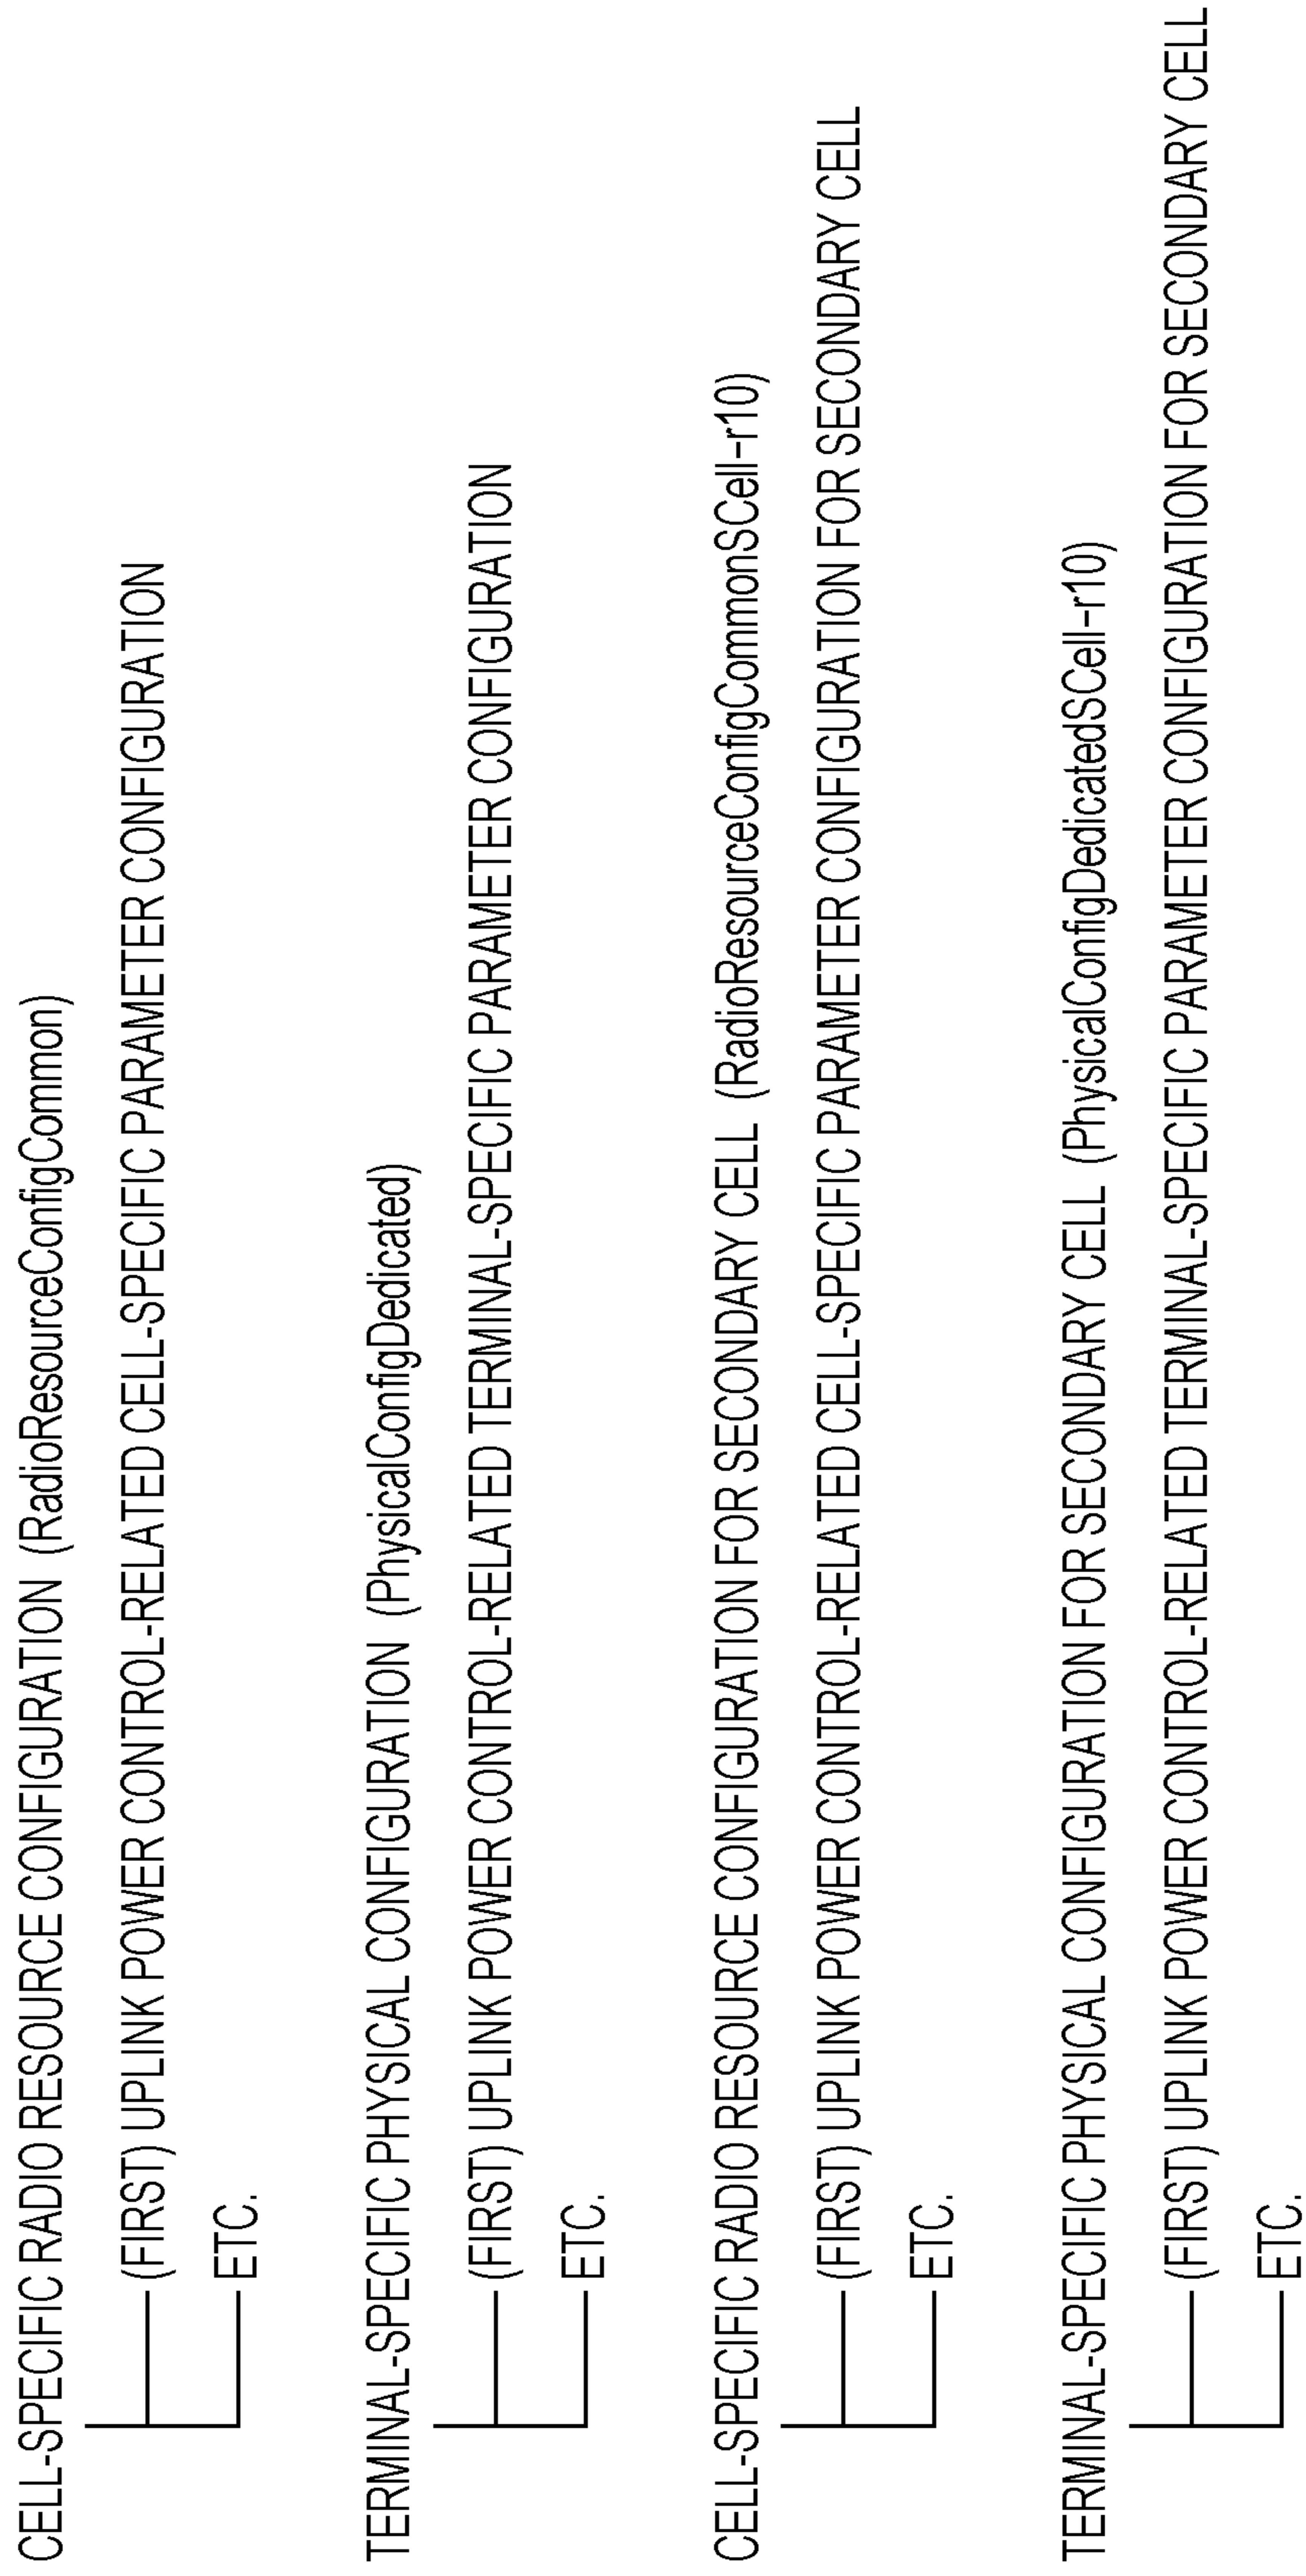 CELL-SPECIFIC RADIO RESOURCE CONFIGURATION (RadioResourceConfigCommon)
(FIRST) UPLINK POWER CONTROL-RELATED CELL-SPECIFIC PARAMETER CONFIGURATION
ETC.
TERMINAL-SPECIFIC PHYSICAL CONFIGURATION (PhysicalConfigDedicated)
(FIRST) UPLINK POWER CONTROL-RELATED TERMINAL-SPECIFIC PARAMETER CONFIGURATION
ETC.
CELL-SPECIFIC RADIO RESOURCE CONFIGURATION FOR SECONDARY CELL (RadioResourceConfigCommonSCell-r10)
(FIRST) UPLINK POWER CONTROL-RELATED CELL-SPECIFIC PARAMETER CONFIGURATION FOR SECONDARY CELL
ETC.
TERMINAL-SPECIFIC PHYSICAL CONFIGURATION FOR SECONDARY CELL (PhysicalConfigDedicatedSCell-r10)
(FIRST) UPLINK POWER CONTROL-RELATED TERMINAL-SPECIFIC PARAMETER CONFIGURATION FOR SECONDARY CELL
ETC.